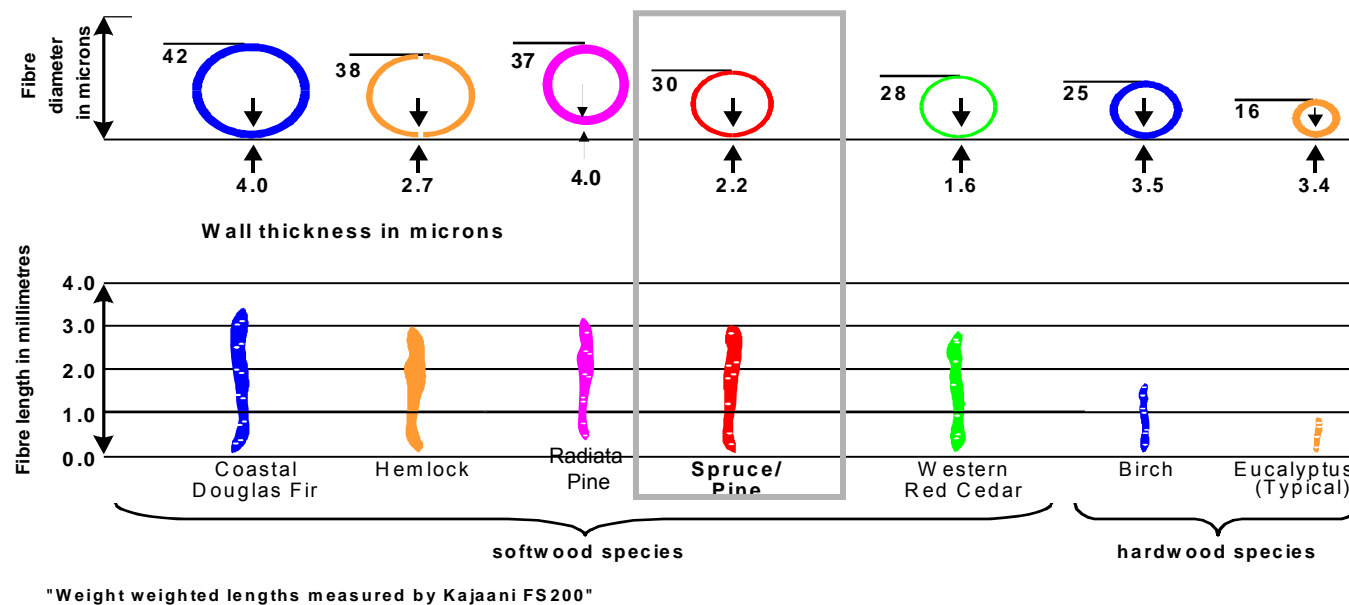 Fibre
diameter
in microns
42
38
37
30
28
25
16
4.0
2.7
4.0
2.2
1.6
3.5
3.4
Wall thickness in microns
Fibre length in millimetres
4.0
3.0
2.0
1.0
0.0
Coastal
Douglas Fir
Hemlock
Radiata
Pine
Spruce/
Pine
Western
Red Cedar
Birch
Eucalyptus
(Typical)
softwood species
hardwood species
"Weight weighted lengths measured by Kajaani FS200"